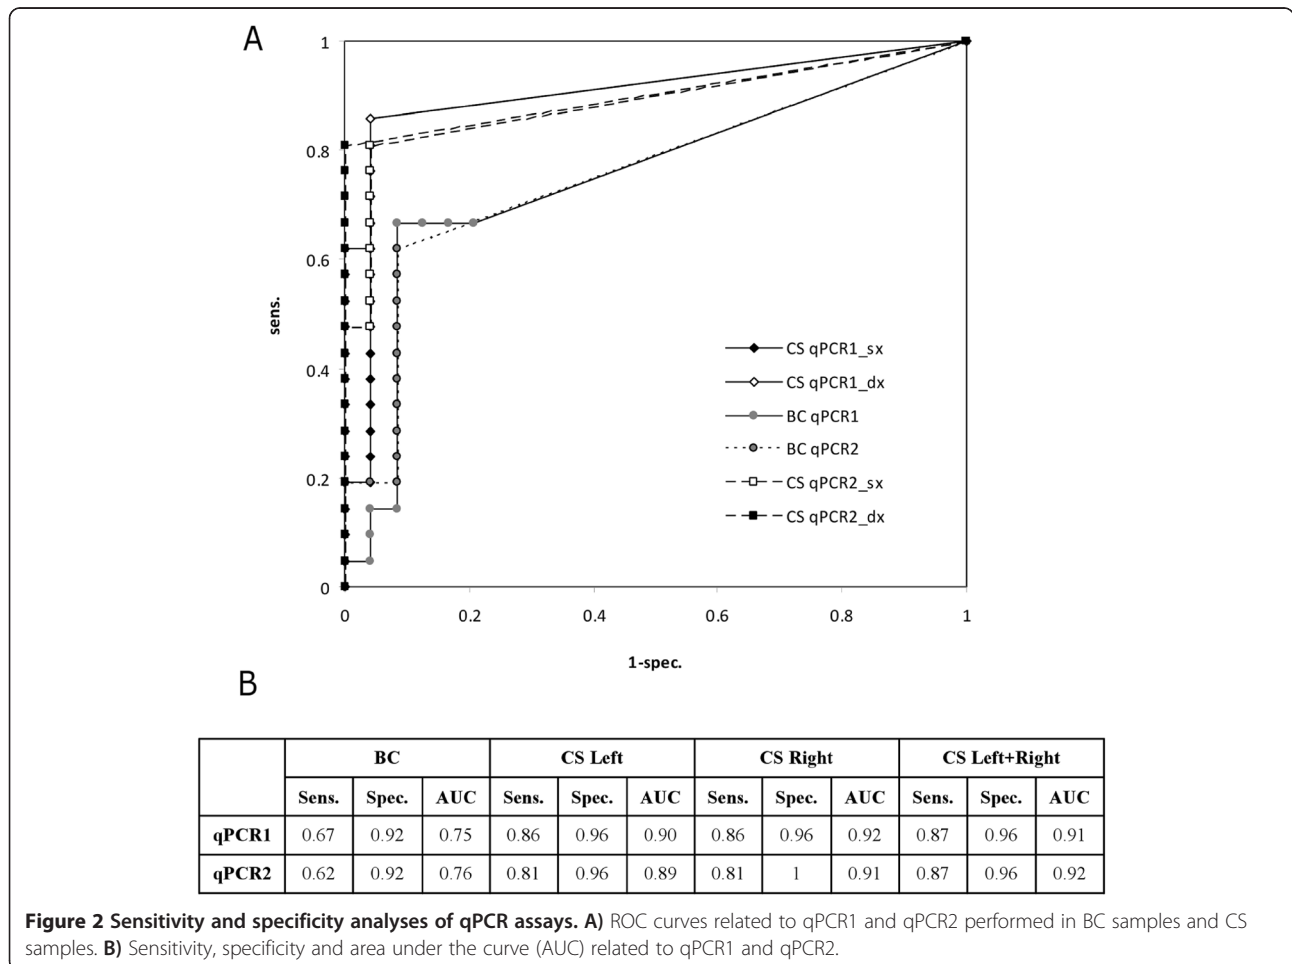 A
1
0.8
0.6
0.4
0.2
0
sens.
0 0.2 0.4 0.6 0.8 1
1-spec.
CS qPCR1_sx
CS qPCR1_dx
BC qPCR1
BC qPCR2
CS qPCR2_sx
CS qPCR2_dx
B
BC CS Left CS Right CS Left+Right
Sens. Spec. AUC Sens. Spec. AUC Sens. Spec. AUC Sens. Spec. AUC
qPCR1 0.67 0.92 0.75 0.86 0.96 0.90 0.86 0.96 0.92 0.87 0.96 0.91
qPCR2 0.62 0.92 0.76 0.81 0.96 0.89 0.81 1 0.91 0.87 0.96 0.92
Figure 2 Sensitivity and specificity analyses of qPCR assays. A) ROC curves related to qPCR1 and qPCR2 performed in BC samples and CS
samples. B) Sensitivity, specificity and area under the curve (AUC) related to qPCR1 and qPCR2.